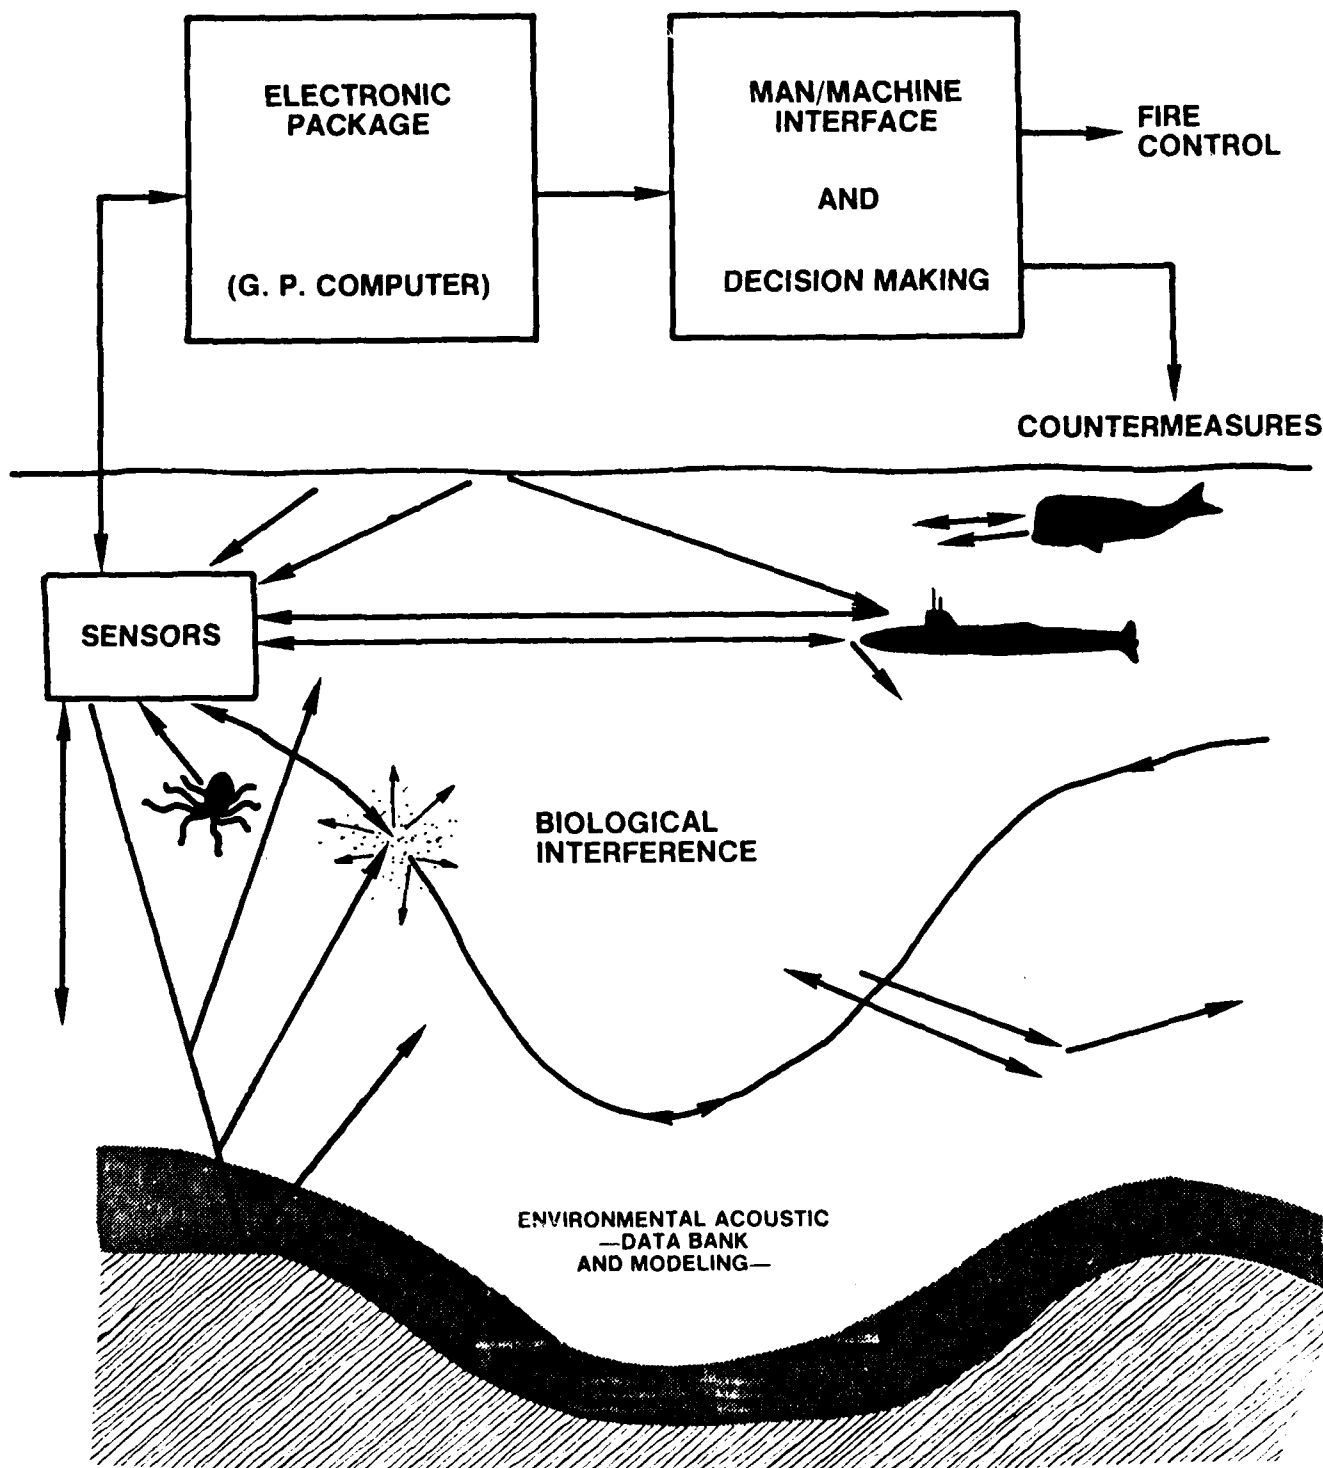 ELECTRONIC
PACKAGE
(G. P. COMPUTER)
MAN/MACHINE
INTERFACE
AND
DECISION MAKING
FIRE
CONTROL
COUNTERMEASURES
SENSORS
BIOLOGICAL
INTERFERENCE
ENVIRONMENTAL ACOUSTIC
—DATA BANK
AND MODELING—